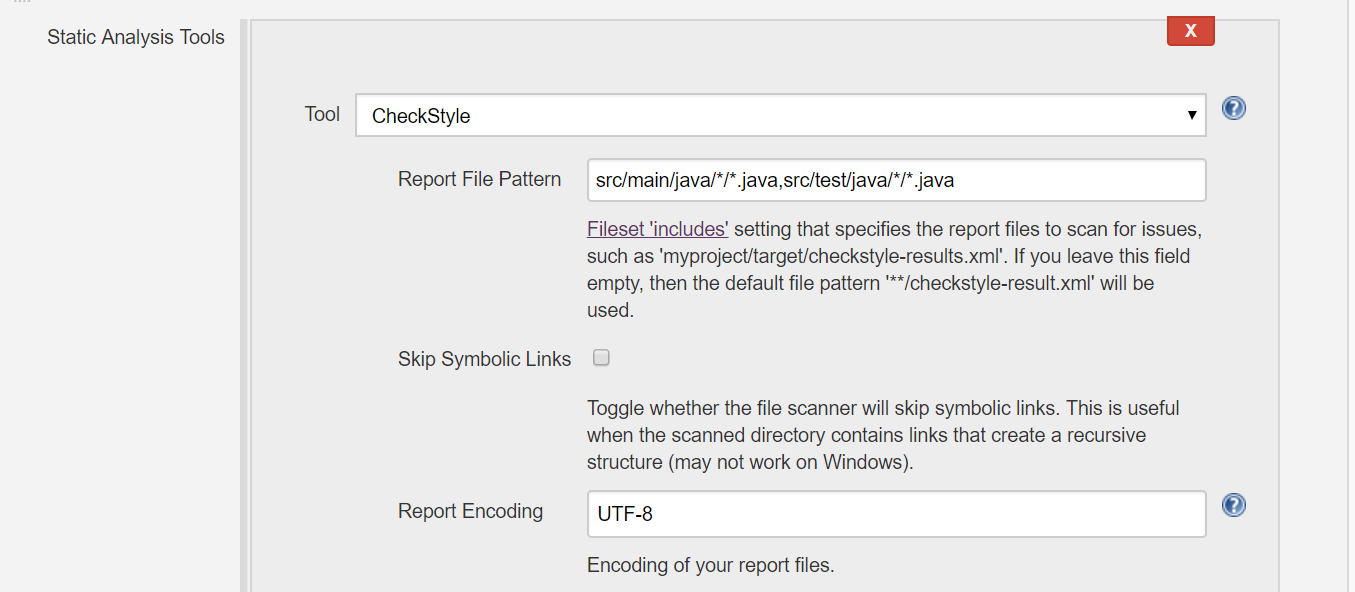 Static Analysis Tools
X
Tool
CheckStyle
Report File Pattern
src/main/java/*/*.java,src/test/java/*/*.java
Fileset 'includes' setting that specifies the report files to scan for issues,
such as 'myproject/target/checkstyle-results.xml'. If you leave this field
empty, then the default file pattern '**/checkstyle-result.xml' will be
used.
Skip Symbolic Links
Toggle whether the file scanner will skip symbolic links. This is useful
when the scanned directory contains links that create a recursive
structure (may not work on Windows).
Report Encoding
UTF-8
Encoding of your report files.